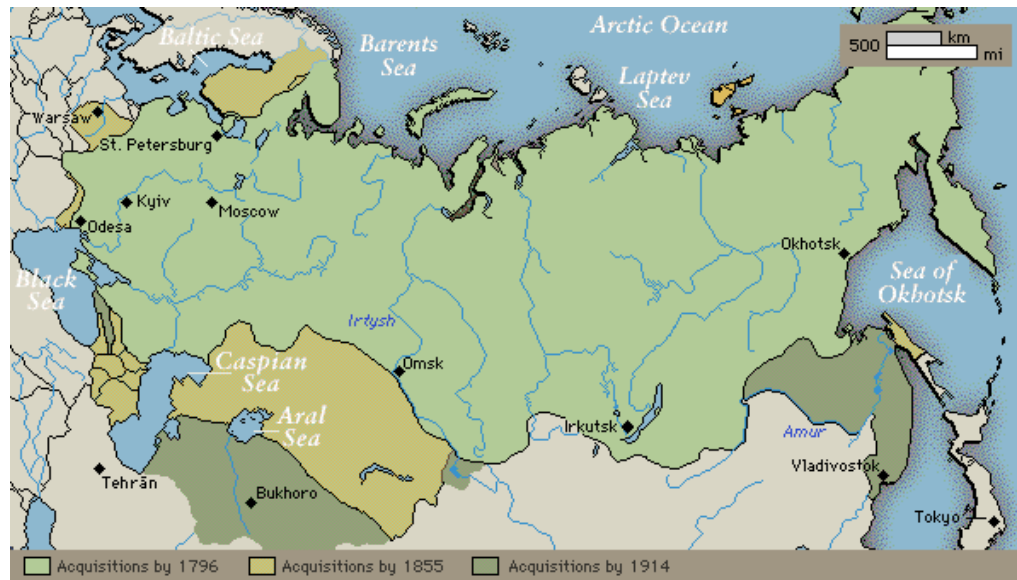 Baltic Sea
Barents
Sea
Arctic Ocean
Laptev
Sea
500
km
mi
Warsaw
St. Petersburg
Kyiv
Moscow
Odesa
Okhotsk
Black
Sea
Sea of
Okhotsk
Irtysh
Caspian
Sea
Omsk
Aral
Sea
Irkutsk
Amur
Vladivostok
Tehrān
Bukhoro
Tokyo
Acquisitions by 1796
Acquisitions by 1855
Acquisitions by 1914